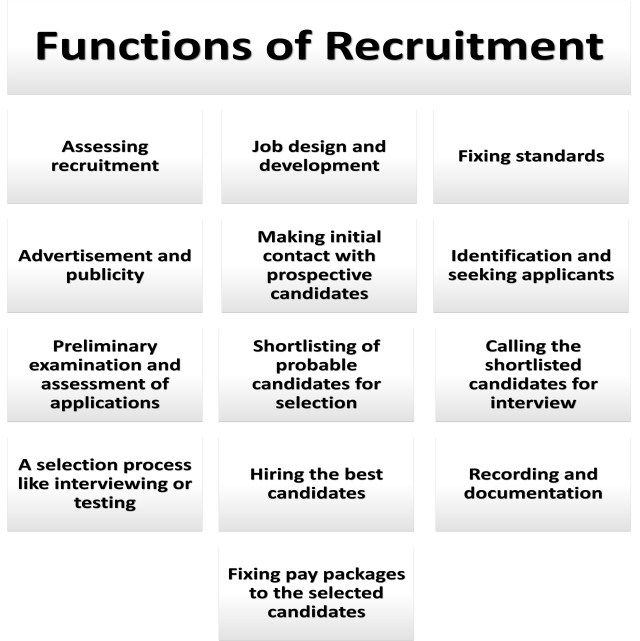 Functions of Recruitment
Assessing
recruitment
Job design and
development
Fixing standards
Advertisement and
publicity
Making initial
contact with
prospective
candidates
Identification and
seeking applicants
Preliminary
examination and
assessment of
applications
Shortlisting of
probable
candidates for
selection
Calling the
shortlisted
candidates for
interview
A selection process
like interviewing or
testing
Hiring the best
candidates
Recording and
documentation
Fixing pay packages
to the selected
candidates